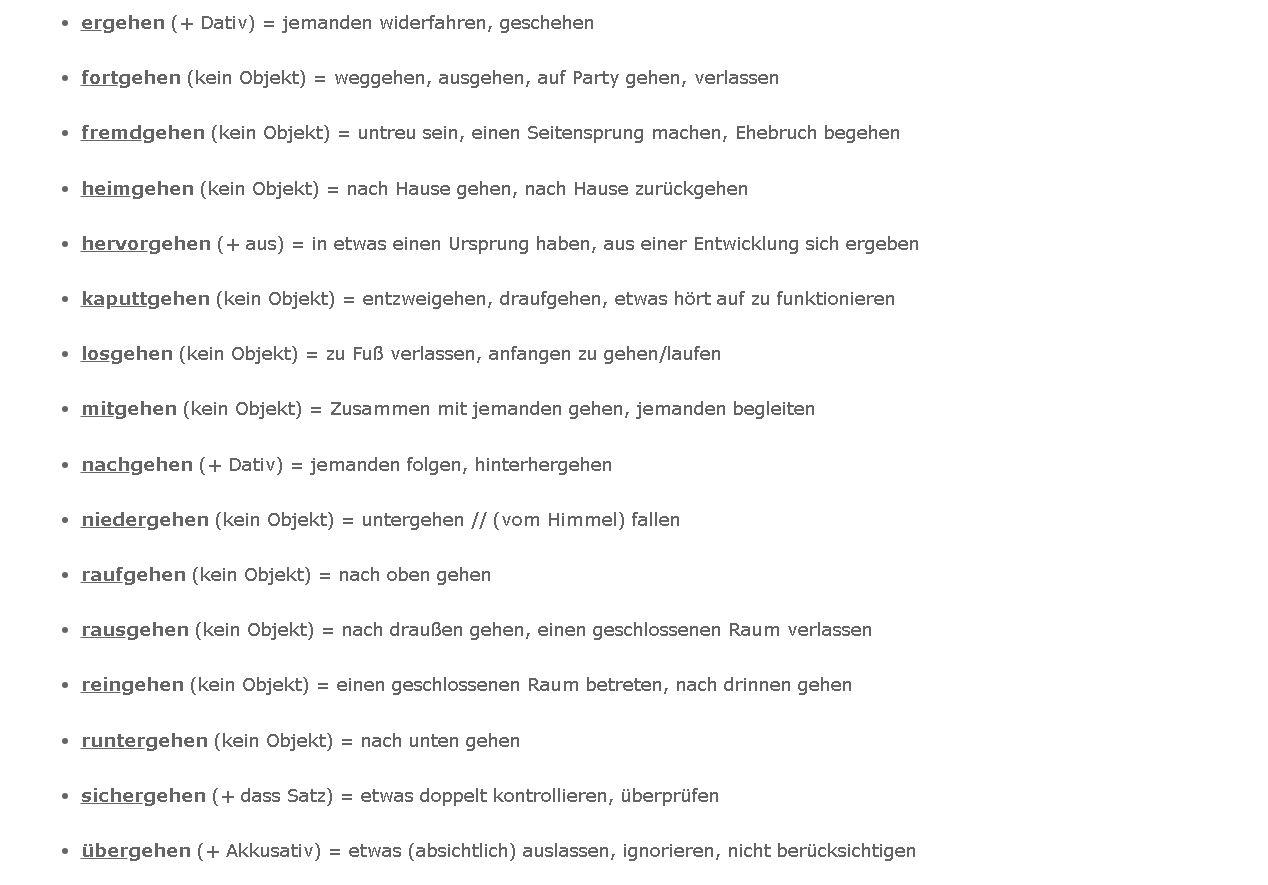 • ergehen (+ Dativ) = jemanden widerfahren, geschehen
• fortgehen (kein Objekt) = weggehen, ausgehen, auf Party gehen, verlassen
• fremdgehen (kein Objekt) = untreu sein, einen Seitensprung machen, Ehebruch begehen
• heimgehen (kein Objekt) = nach Hause gehen, nach Hause zurückgehen
• hervorgehen (+ aus) = in etwas einen Ursprung haben, aus einer Entwicklung sich ergeben
• kaputtgehen (kein Objekt) = entzweigehen, draufgehen, etwas hört auf zu funktionieren
• losgehen (kein Objekt) = zu Fuß verlassen, anfangen zu gehen/laufen
• mitgehen (kein Objekt) = Zusammen mit jemanden gehen, jemanden begleiten
• nachgehen (+ Dativ) = jemanden folgen, hinterhergehen
• niedergehen (kein Objekt) = untergehen // (vom Himmel) fallen
• raufgehen (kein Objekt) = nach oben gehen
• rausgehen (kein Objekt) = nach draußen gehen, einen geschlossenen Raum verlassen
• reingehen (kein Objekt) = einen geschlossenen Raum betreten, nach drinnen gehen
• runtergehen (kein Objekt) = nach unten gehen
• sichergehen (+ dass Satz) = etwas doppelt kontrollieren, überprüfen
• übergehen (+ Akkusativ) = etwas (absichtlich) auslassen, ignorieren, nicht berücksichtigen